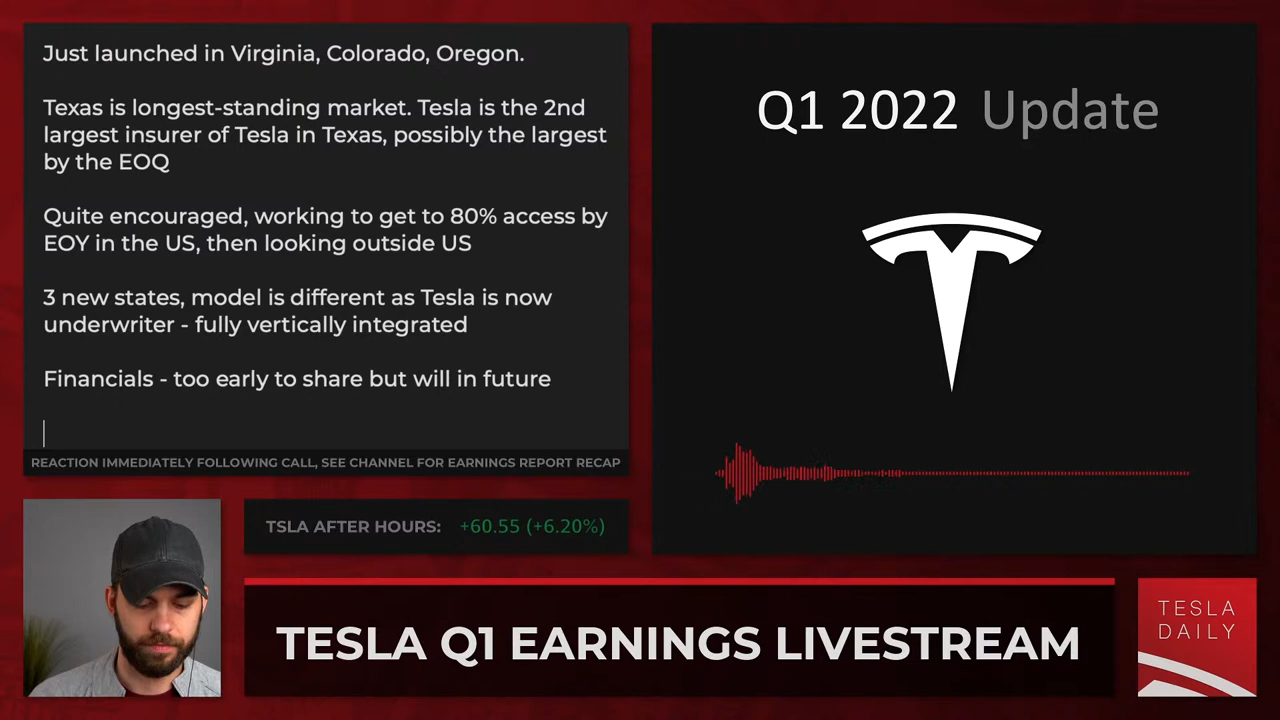 Just launched in Virginia, Colorado, Oregon.
Texas is longest-standing market. Tesla is the 2nd
largest insurer of Tesla in Texas, possibly the largest
by the EOQ
Quite encouraged, working to get to 80% access by
EOY in the US, then looking outside US
3 new states, model is different as Tesla is now
underwriter - fully vertically integrated
Financials - too early to share but will in future
REACTION IMMEDIATELY FOLLOWING CALL, SEE CHANNEL FOR EARNINGS REPORT RECAP
Q1 2022 Update
TSLA AFTER HOURS: +60.55 (+6.20%)
TESLA Q1 EARNINGS LIVESTREAM
TESLA
DAILY